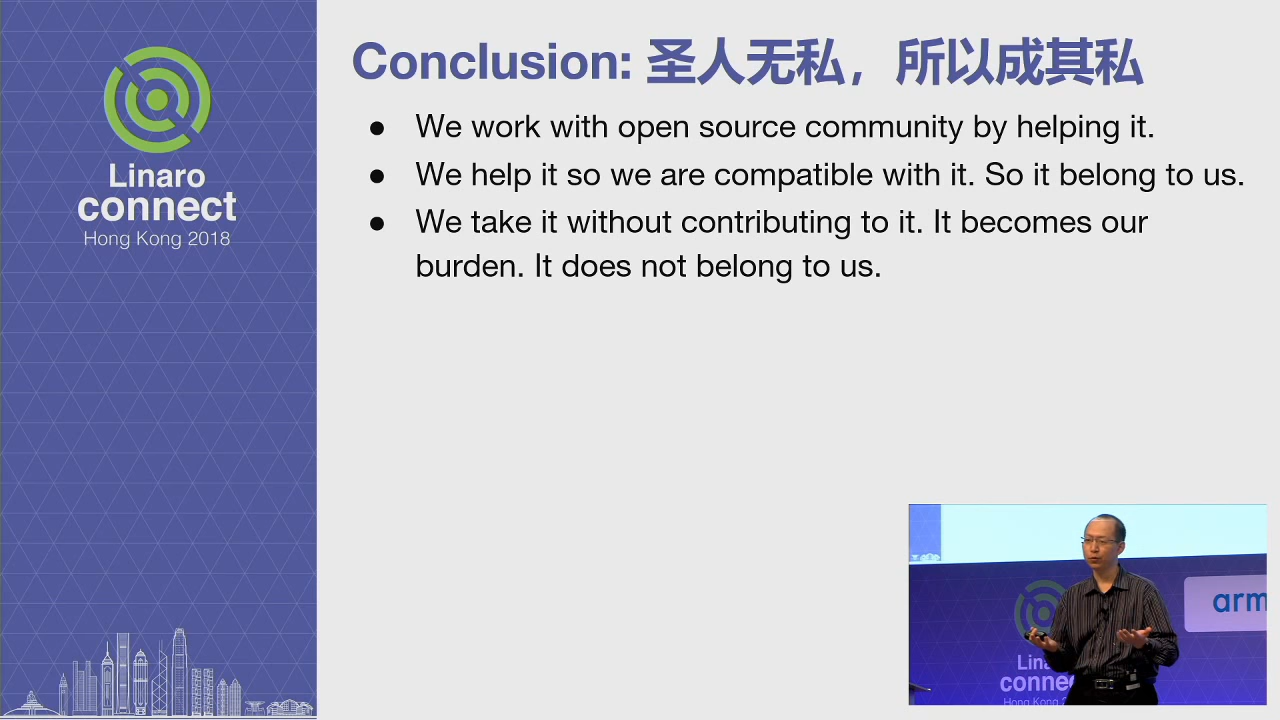 Linaro
connect
Hong Kong 2018
Conclusion: 圣人无私，所以成其私
● We work with open source community by helping it.
● We help it so we are compatible with it. So it belong to us.
● We take it without contributing to it. It becomes our
burden. It does not belong to us.
arm
Lina
conne
Hong Kong 2